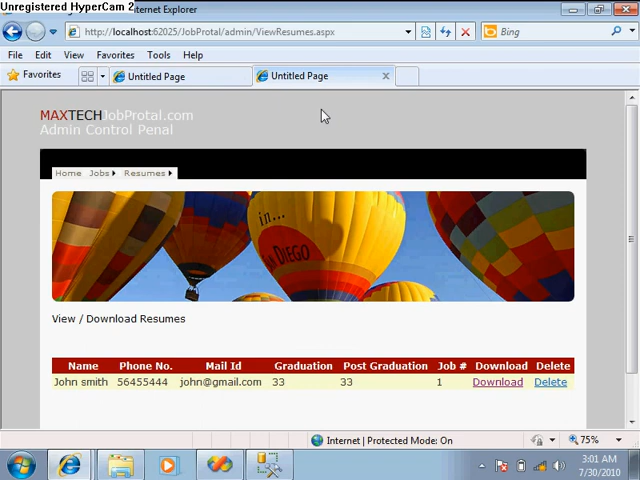 Unregistered HyperCam 2
nternet Explorer
http://localhost:62025/JobProtal/admin/ViewResumes.aspx
Bing
File Edit View Favorites Tools Help
Favorites Untitled Page Untitled Page
MAXTECHJobProtal.com
Admin Control Penal
Home Jobs Resumes
in...
DIEGO
View / Download Resumes
Name Phone No. Mail Id Graduation Post Graduation Job # Download Delete
John smith 56455444 john@gmail.com 33 33 1 Download Delete
Internet | Protected Mode: On 75%
3:01 AM
7/30/2010